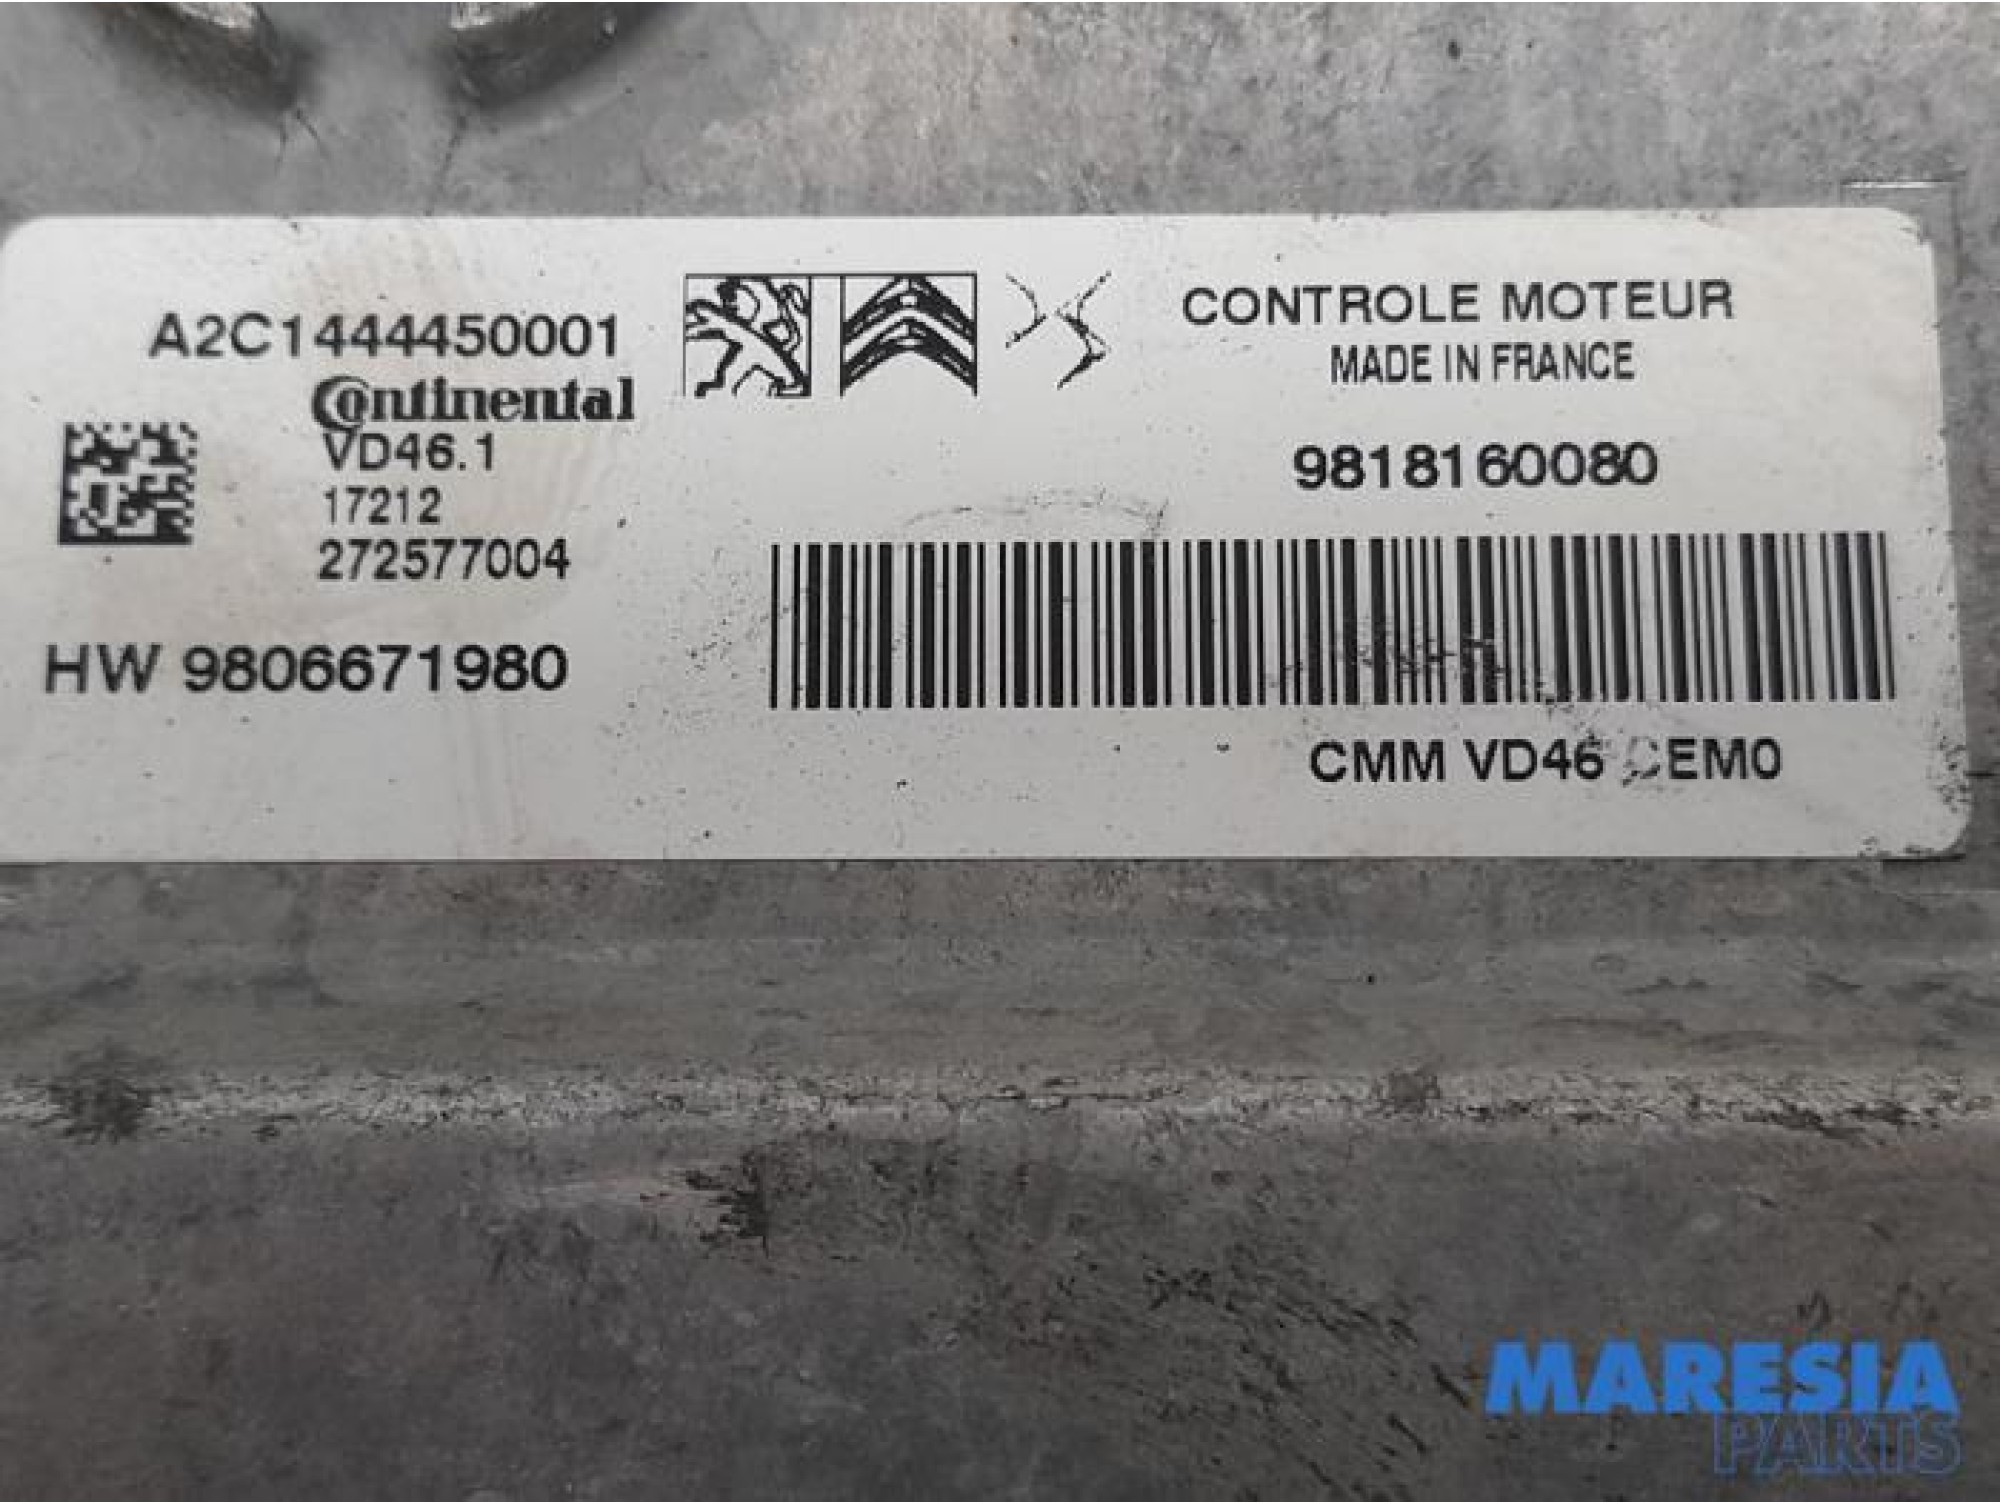 A2C1444450001
Continental
VD46.1
17212
272577004
HW 9806671980
CONTROLE MOTEUR
MADE IN FRANCE
9818160080
CMM VD46
MARESIA
PARTS